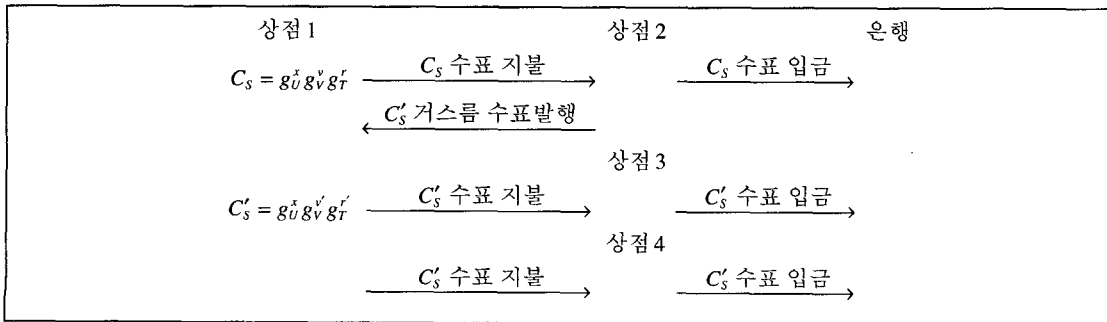 상점1 상점2 은행
C_S = g_U^x g_V^v g_T^r C_S 수표 지불 C_S 수표 입금
C'_S 거스름 수표발행
상점3
C'_S = g_U^x g_V^{v'} g_T^{r'} C'_S 수표 지불 C'_S 수표 입금
상점4
C'_S 수표 지불 C'_S 수표 입금